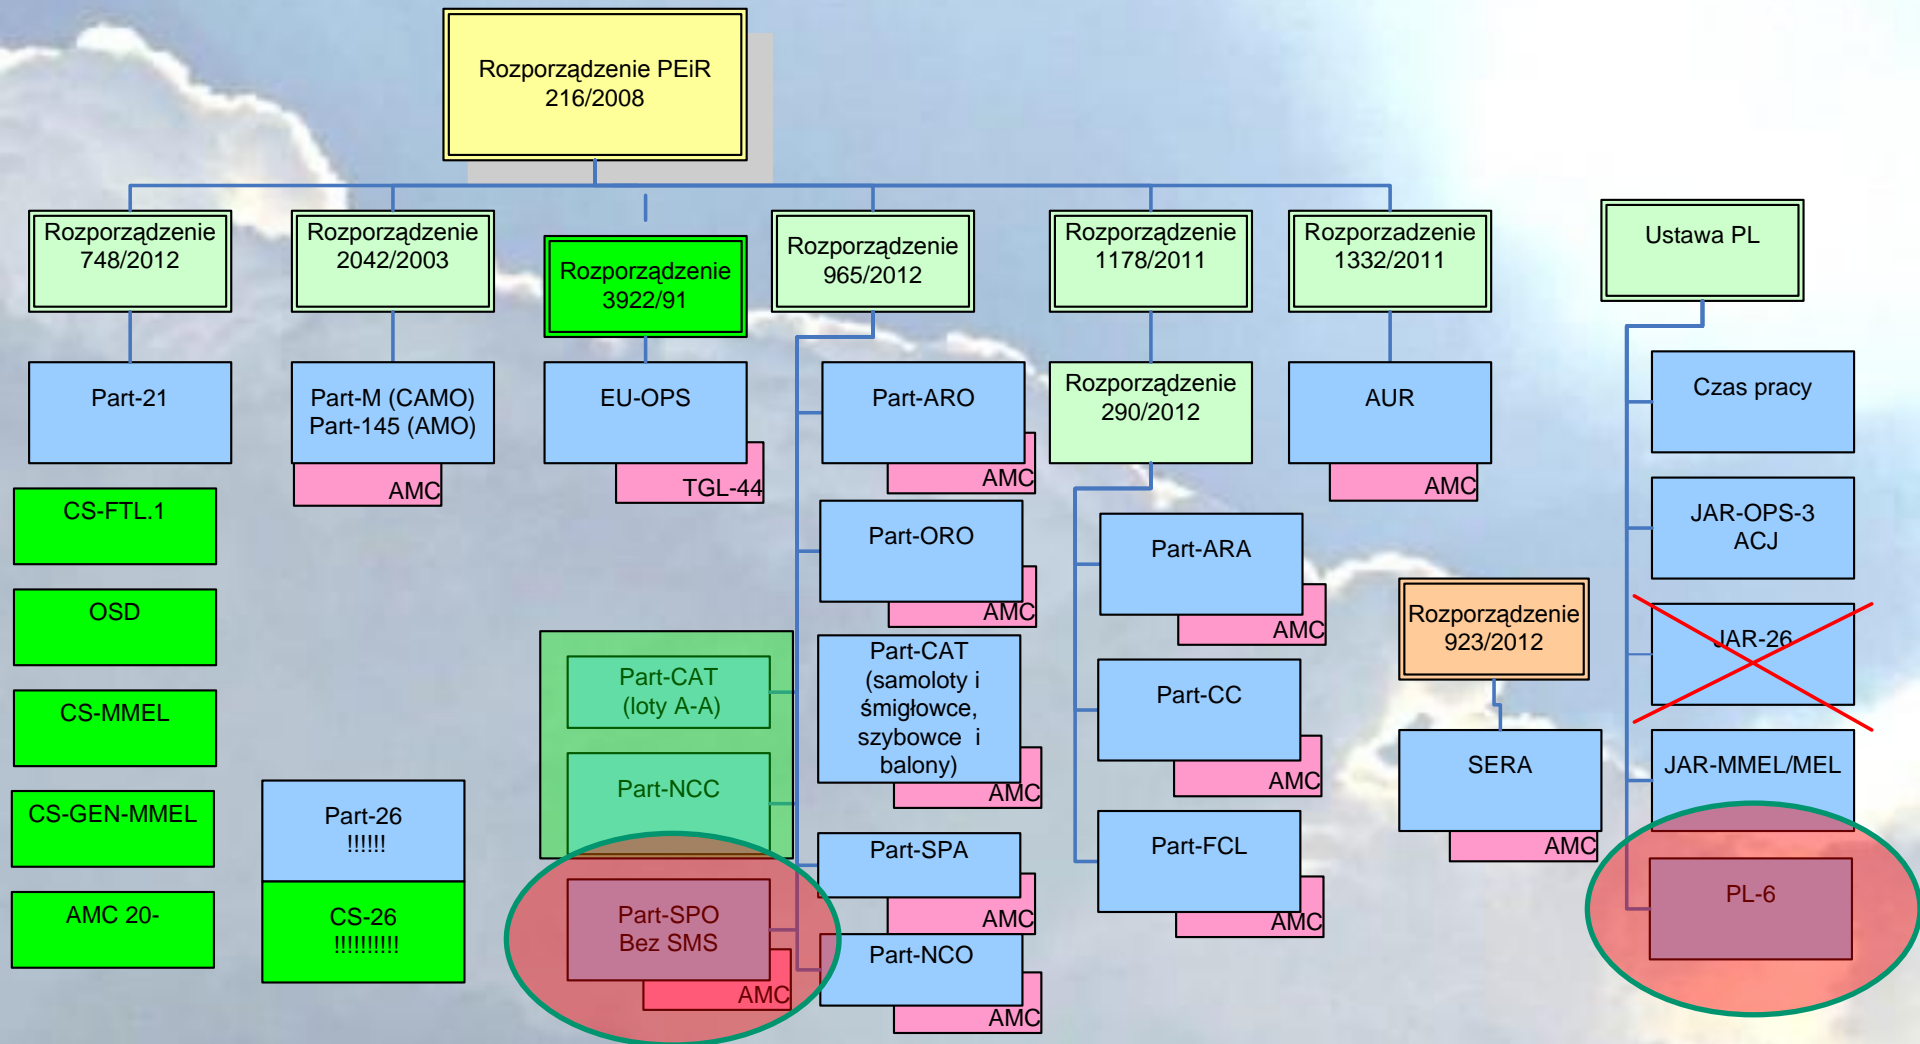 Rozporządzenie PEiR
216/2008
Rozporządzenie
748/2012
Rozporządzenie
2042/2003
Rozporządzenie
3922/91
Rozporządzenie
965/2012
Rozporządzenie
1178/2011
Rozporzadzenie
1332/2011
Ustawa PL
Part-21
Part-M (CAMO)
Part-145 (AMO)
AMC
EU-OPS
TGL-44
Part-ARO
AMC
Rozporządzenie
290/2012
AUR
AMC
Czas pracy
CS-FTL.1
OSD
CS-MMEL
CS-GEN-MMEL
AMC 20-
Part-26
!!!!!!
CS-26
!!!!!!!!!!
Part-CAT
(loty A-A)
Part-NCC
Part-SPO
Bez SMS
AMC
Part-ORO
AMC
Part-CAT
(samoloty i
śmigłowce,
szybowce i
balony)
AMC
Part-SPA
AMC
Part-NCO
AMC
Part-ARA
AMC
Part-CC
AMC
Part-FCL
AMC
Rozporządzenie
923/2012
SERA
AMC
JAR-OPS-3
ACJ
JAR-26
JAR-MMEL/MEL
PL-6